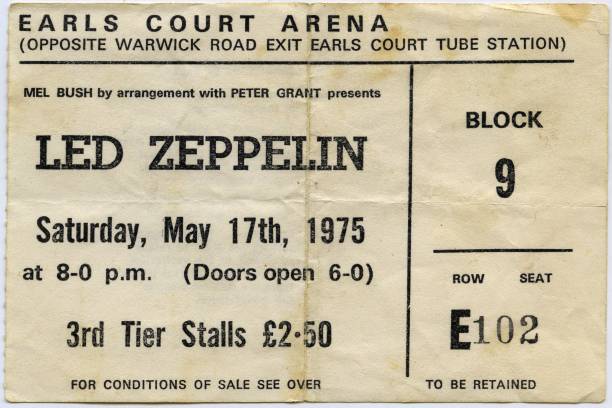 EARLS COURT ARENA
(OPPOSITE WARWICK ROAD EXIT EARLS COURT TUBE STATION)
MEL BUSH by arrangement with PETER GRANT presents
LED ZEPPELIN
Saturday, May 17th, 1975
at 8-0 p.m. (Doors open 6-0)
3rd Tier Stalls £2·50
FOR CONDITIONS OF SALE SEE OVER
BLOCK
9
ROW SEAT
E102
TO BE RETAINED